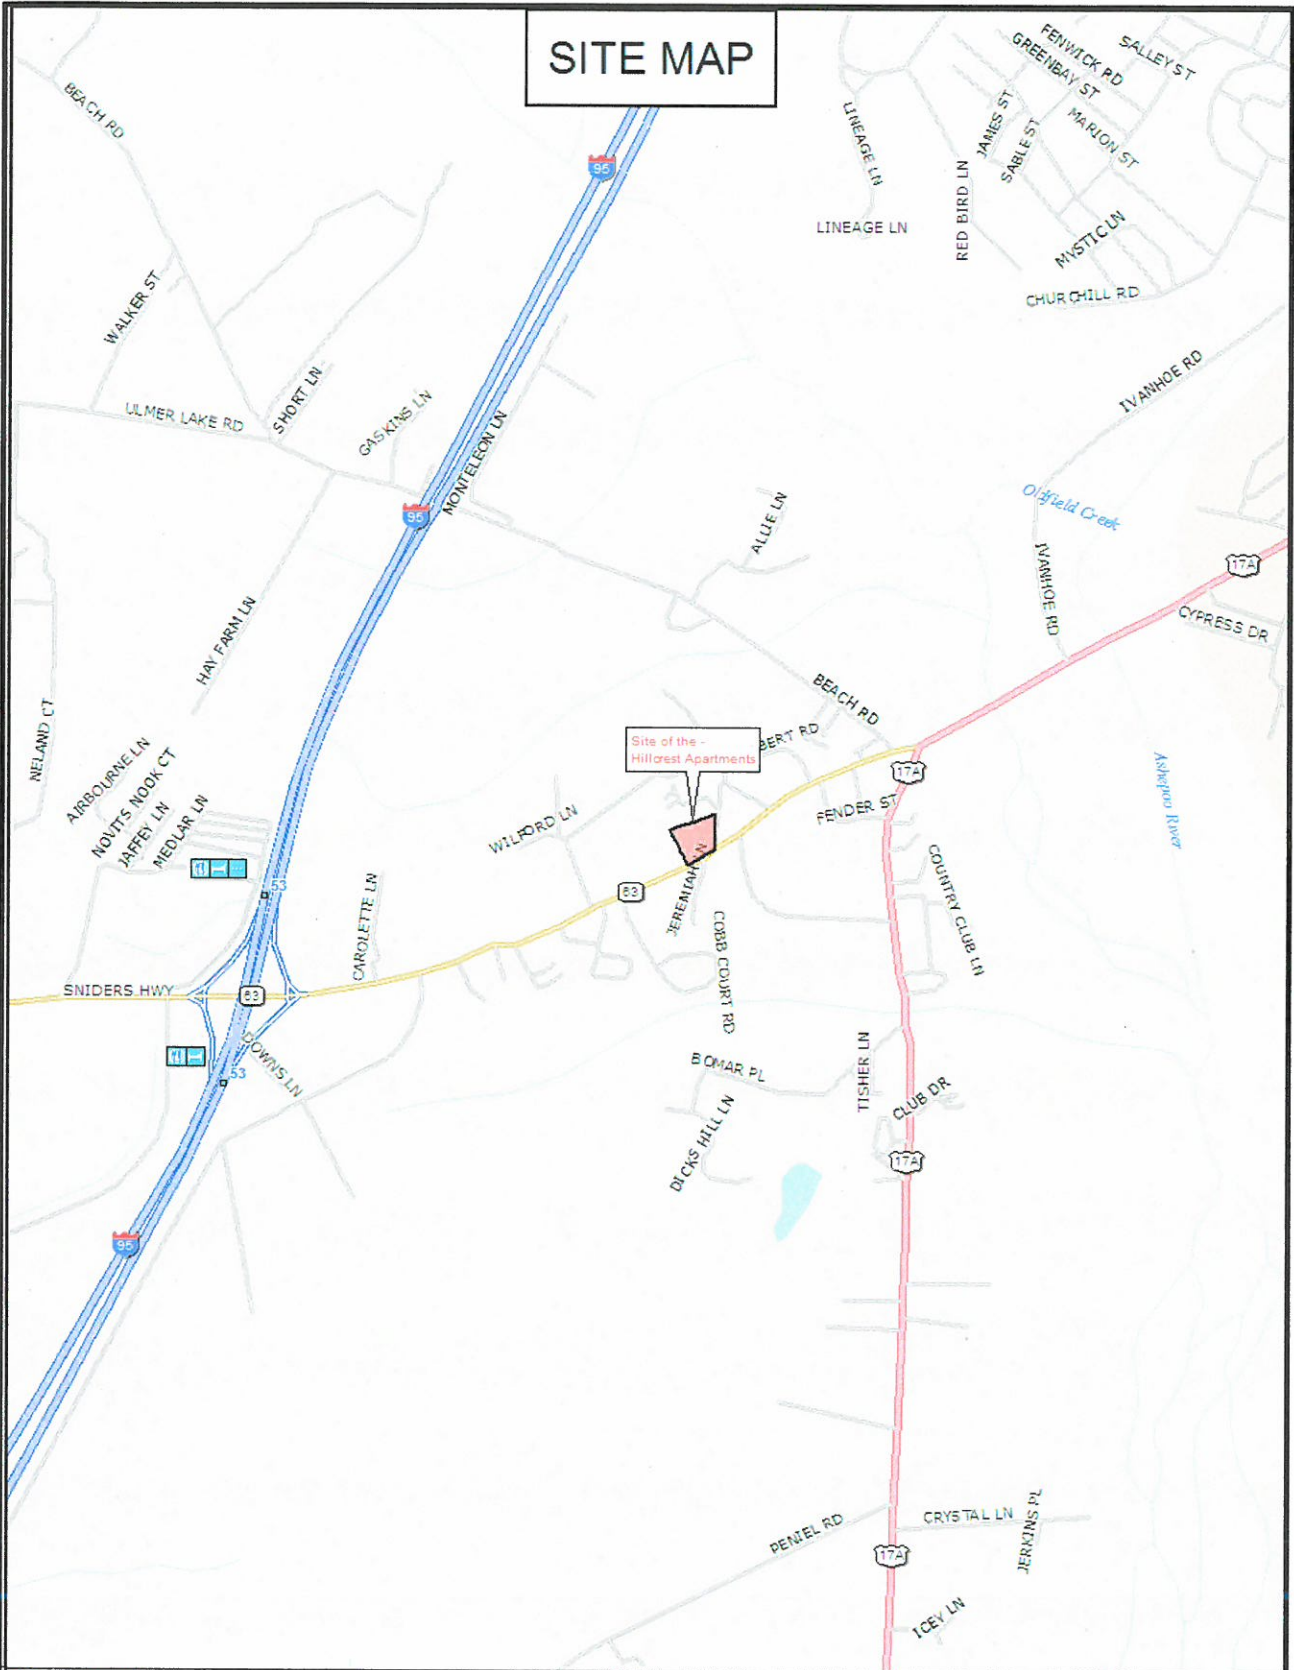 SITE MAP
FENWICK RD
SALLEY ST
GREENBAY ST
BEACH RD
JAMES ST
SABLE ST
MARION ST
LINEAGE LN
95
RED BIRD LN
LINEAGE LN
MYSTIC LN
CHURCHILL RD
WALKER ST
IVANHOE RD
SHORT LN
ULMER LAKE RD
GASKINS LN
MONTELEON LN
95
Oldfield Creek
ALLIE LN
IVANHOE RD
17A
CYPRESS DR
HAY FARM LN
BEACH RD
NELAND CT
Site of the -
Hillcrest Apartments
BERT RD
AIRBOURNE LN
NOVITS NOOK CT
JAFFEY LN
MEDLAR LN
17A
Ashepoo River
FENDER ST
WILFORD LN
53
63
JEREMIAH LN
COUNTRY CLUB LN
CAROLETTE LN
COBB COURT RD
SNIDERS HWY
63
DOWNS LN
53
BOMAR PL
TISHER LN
CLUB DR
DICKS HILL LN
17A
95
PENIEL RD
CRYSTAL LN
JERKINS PL
17A
ICEY LN